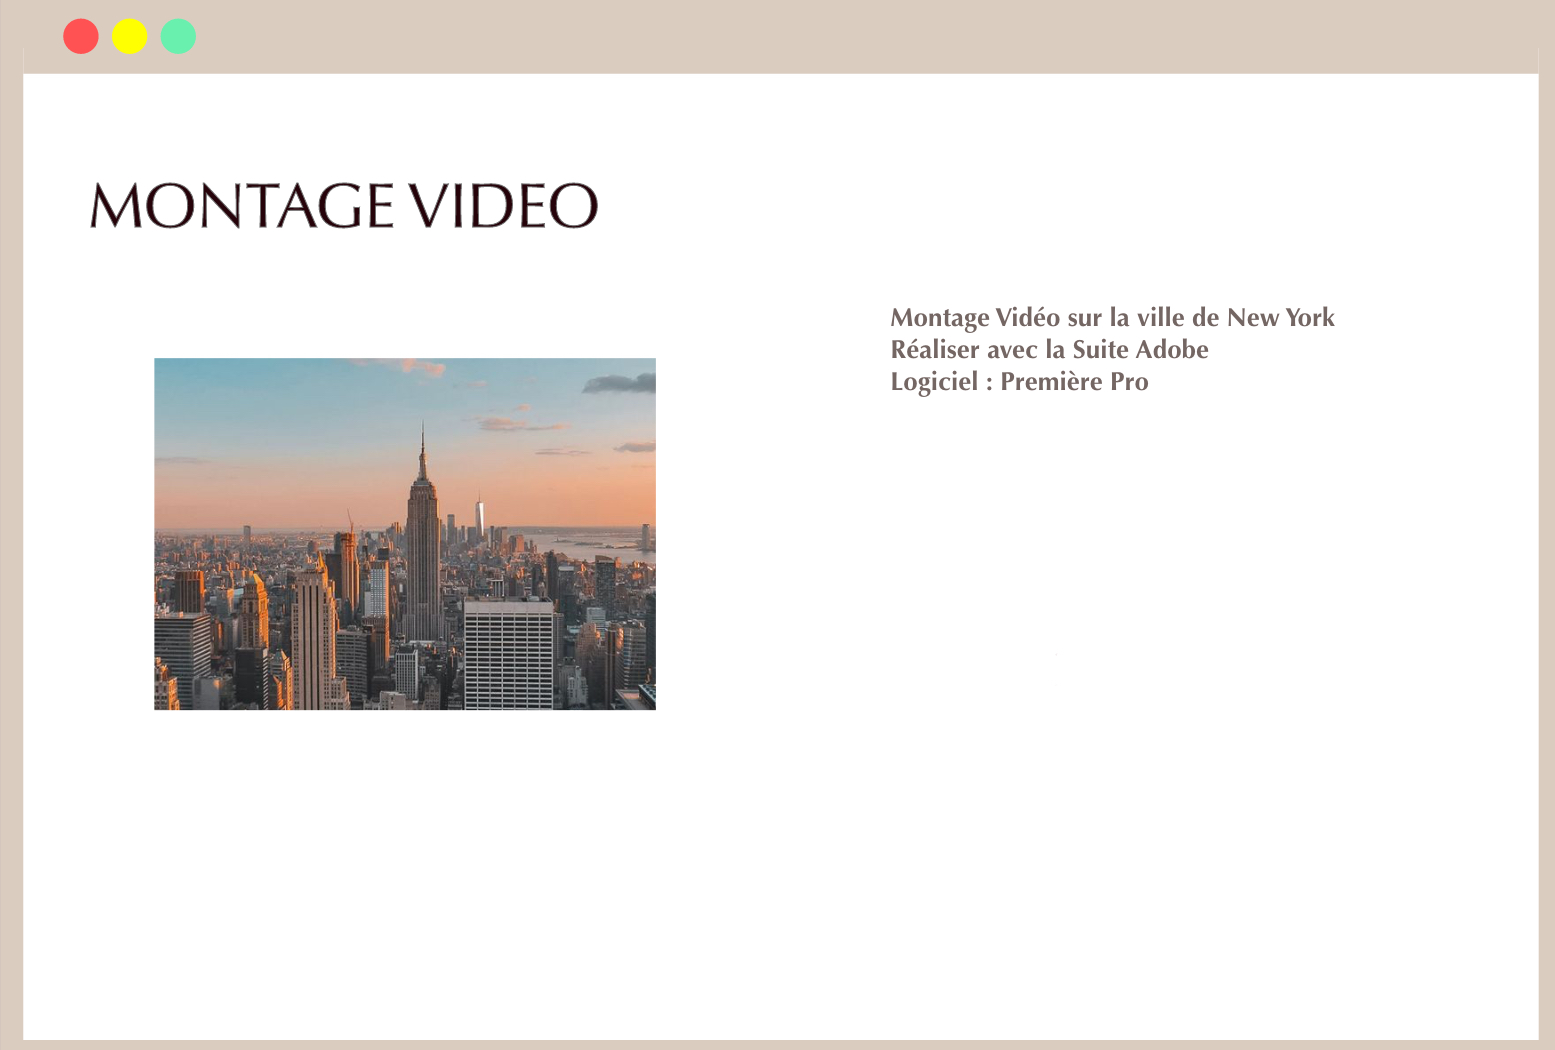 MONTAGE VIDEO
Montage Vidéo sur la ville de New York
Réaliser avec la Suite Adobe
Logiciel : Première Pro